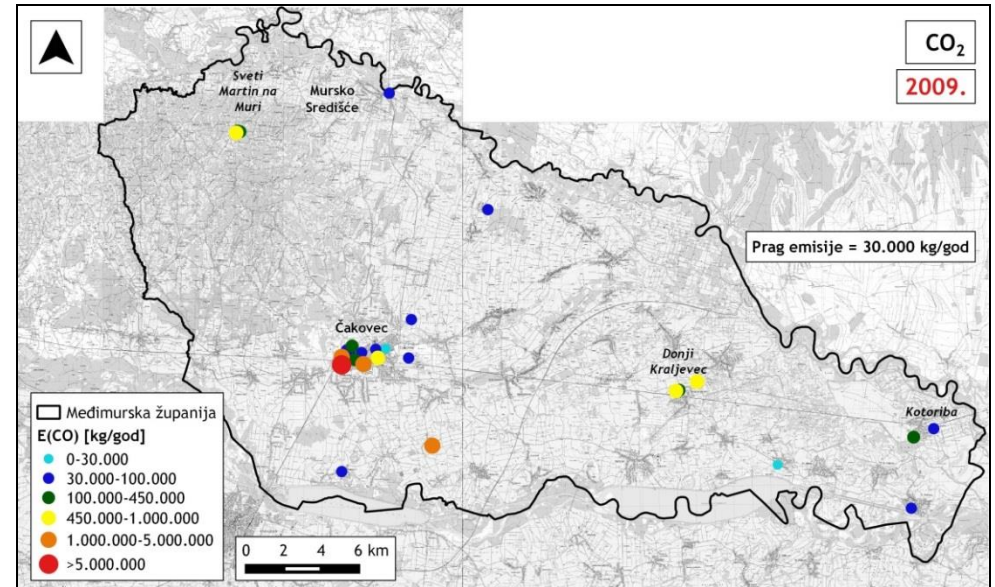 CO₂
2009.
Sveti
Martin na
Muri
Mursko
Središće
Prag emisije = 30.000 kg/god
Čakovec
Donji
Kraljevec
Kotoriba
Međimurska županija
E(CO) [kg/god]
0-30.000
30.000-100.000
100.000-450.000
450.000-1.000.000
1.000.000-5.000.000
>5.000.000
0 2 4 6 km